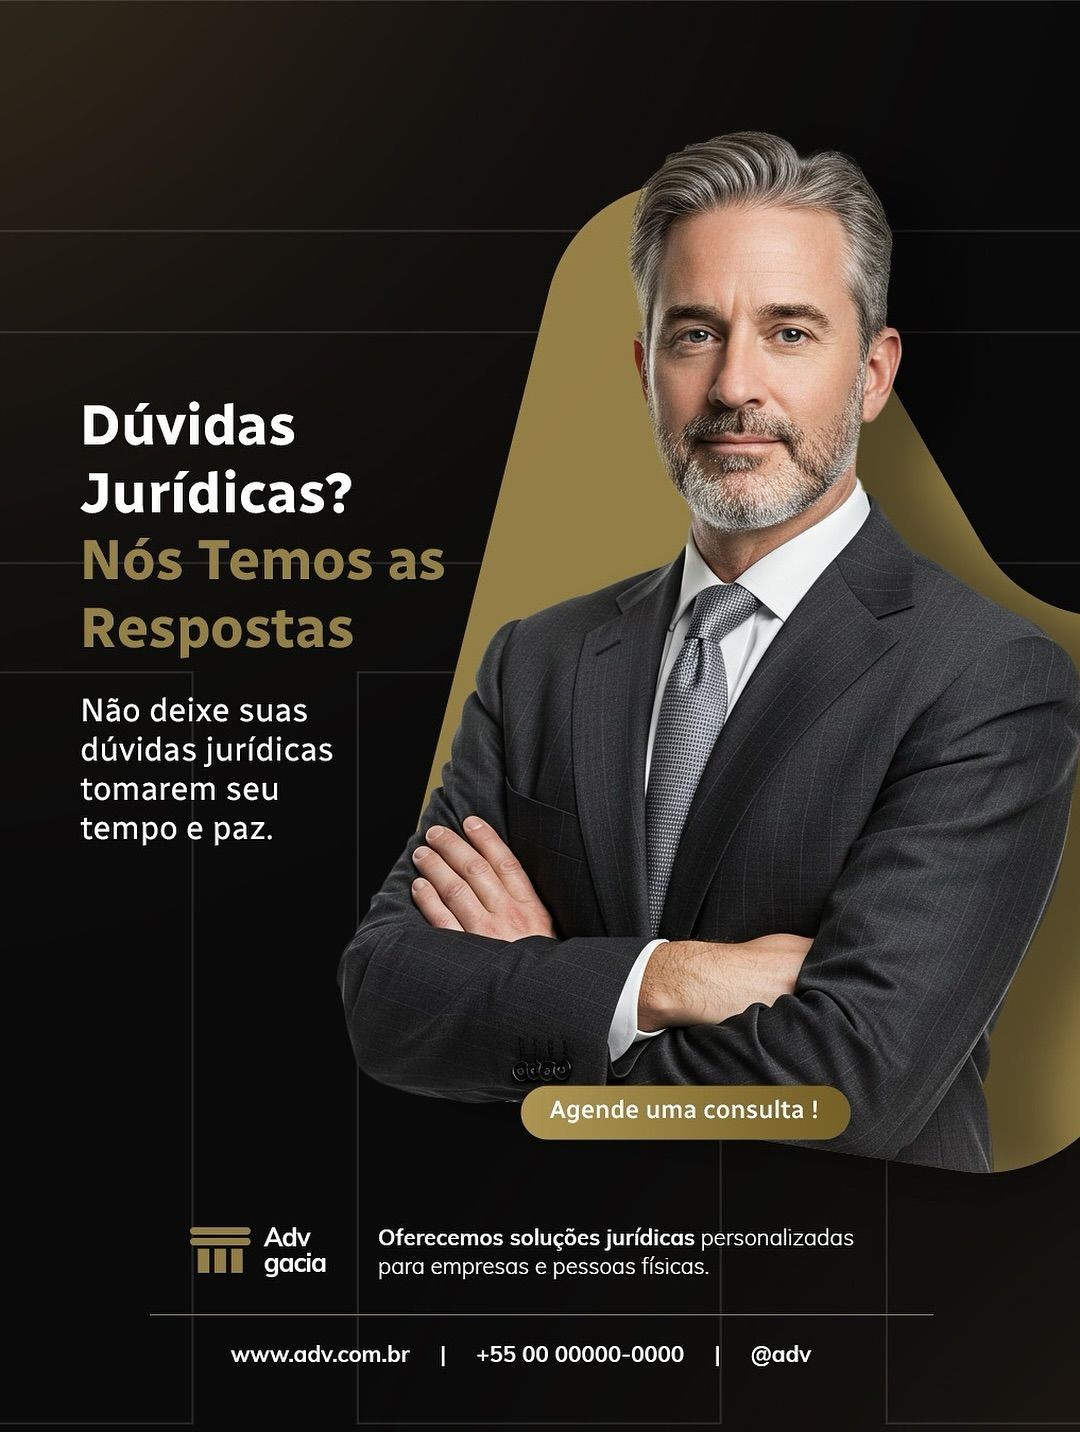 Dúvidas
Jurídicas?
Nós Temos as
Respostas
Não deixe suas
dúvidas jurídicas
tomarem seu
tempo e paz.
Agende uma consulta !
Adv
gacia
Oferecemos soluções jurídicas personalizadas
para empresas e pessoas físicas.
www.adv.com.br | +55 00 00000-0000 | @adv